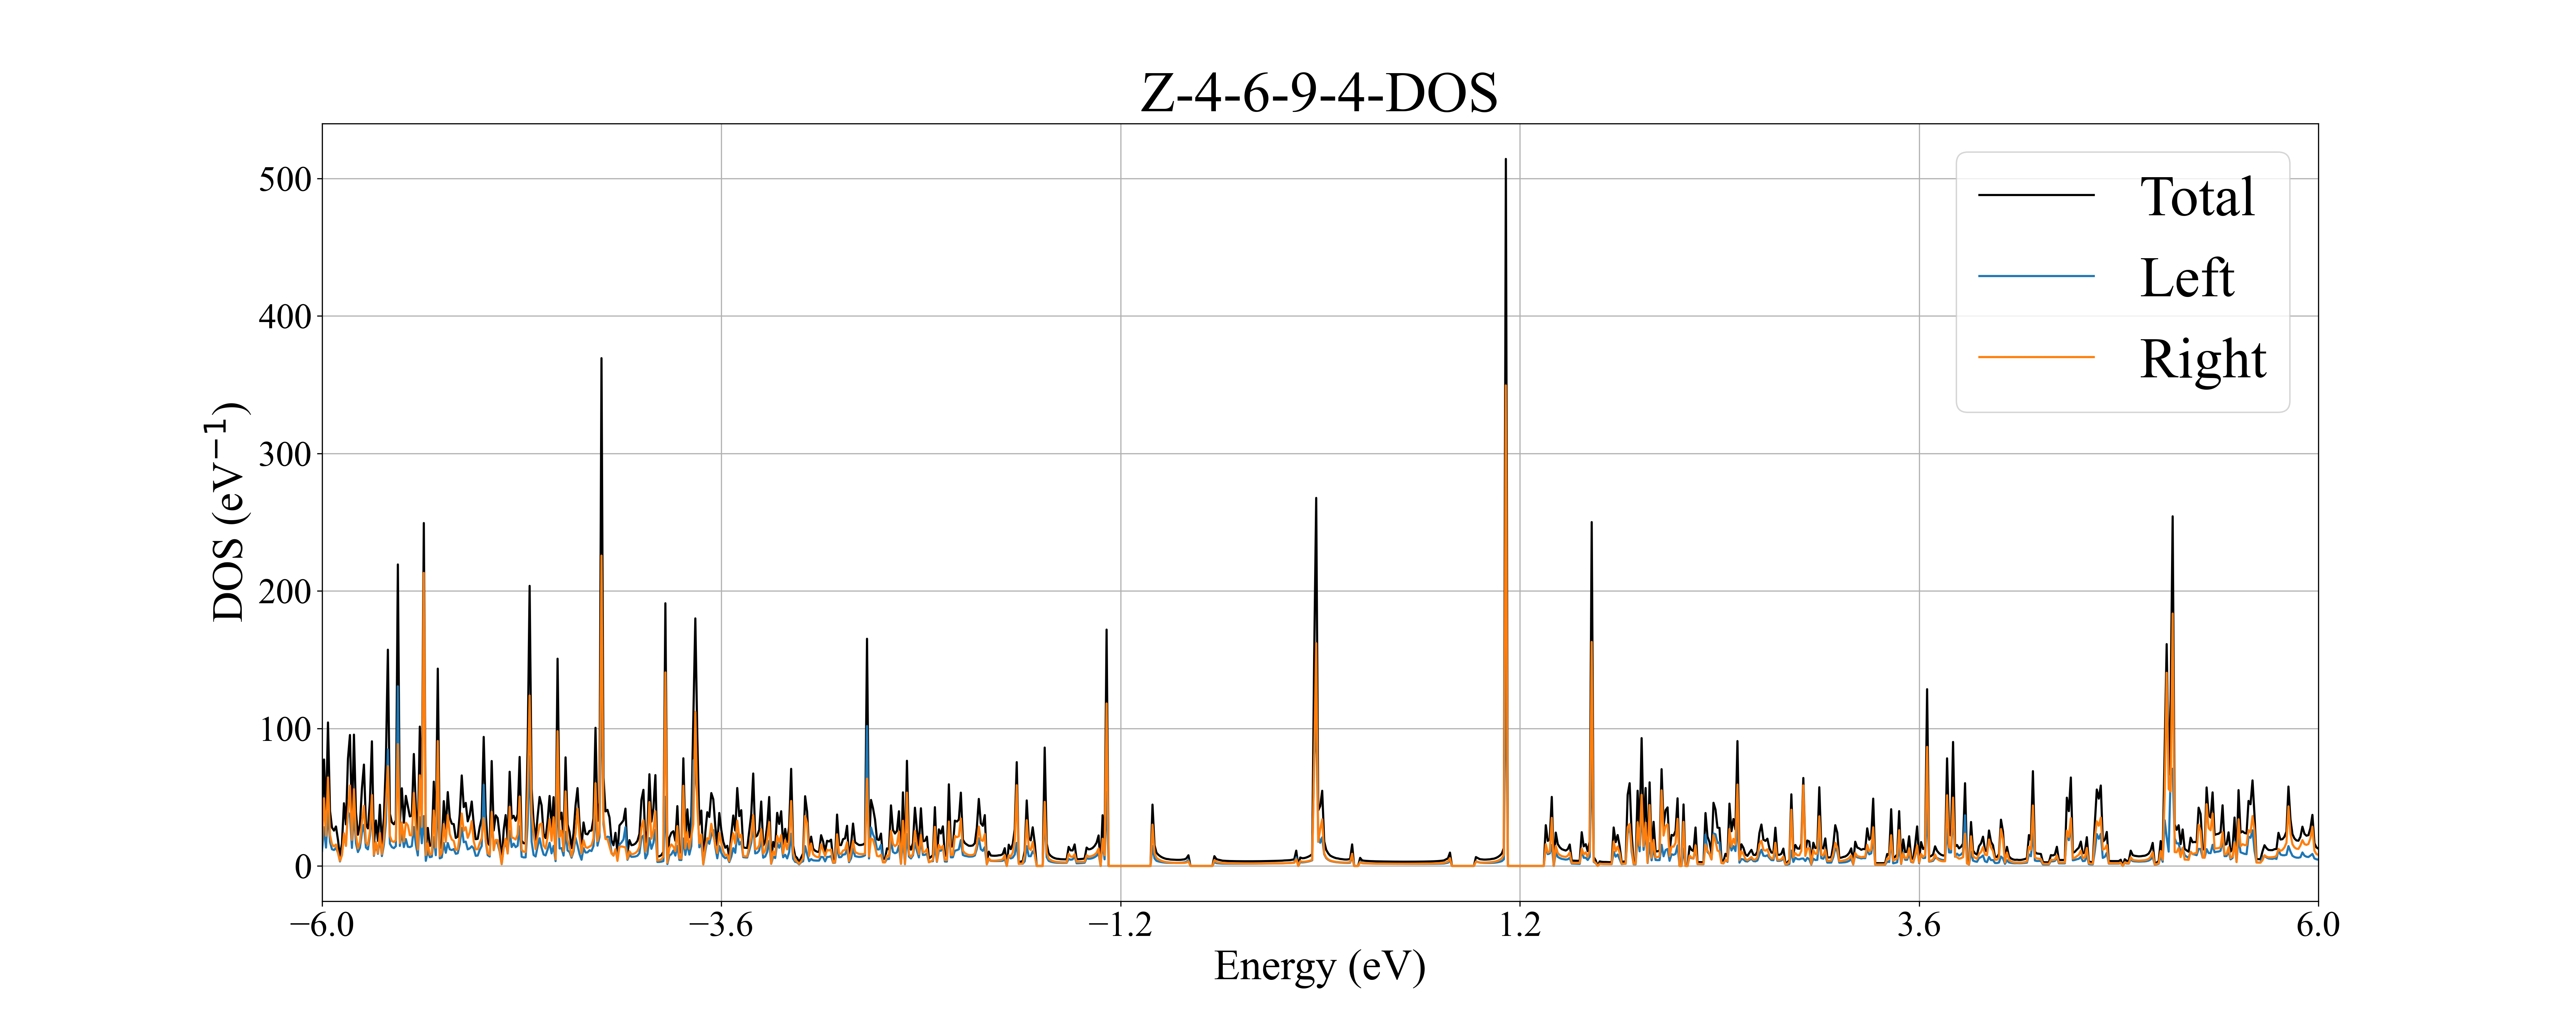 Z-4-6-9-4-DOS
500
400
300
200
100
0
DOS (eV⁻¹)
Total
Left
Right
−6.0 −3.6 −1.2 1.2 3.6 6.0
Energy (eV)